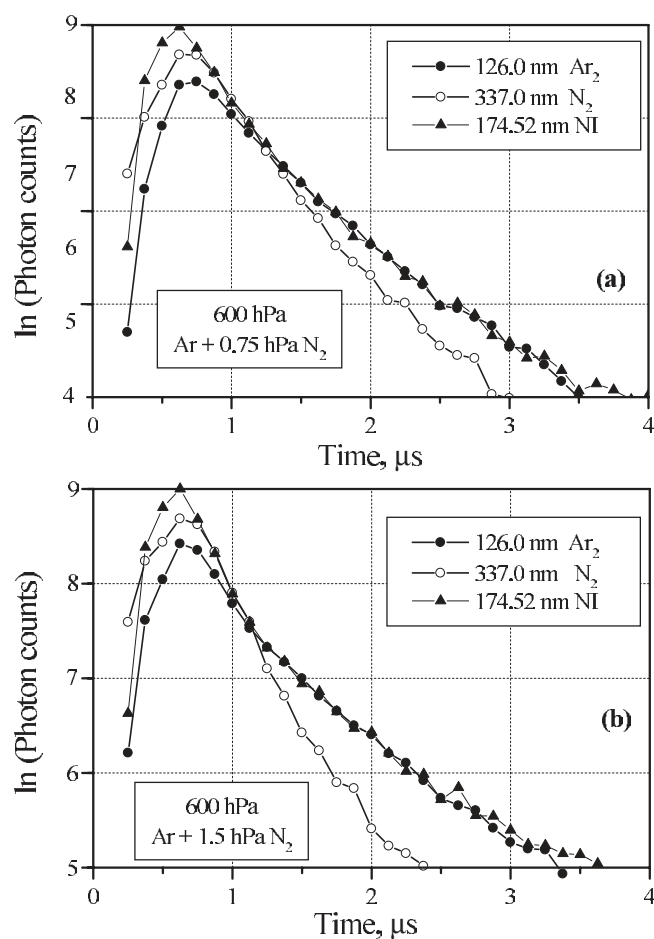 9
8
7
6
5
4
ln (Photon counts)
126.0 nm Ar2
337.0 nm N2
174.52 nm NI
(a)
600 hPa
Ar + 0.75 hPa N2
0 1 2 3 4
Time, μs
9
8
7
6
5
ln (Photon counts)
126.0 nm Ar2
337.0 nm N2
174.52 nm NI
(b)
600 hPa
Ar + 1.5 hPa N2
0 1 2 3 4
Time, μs